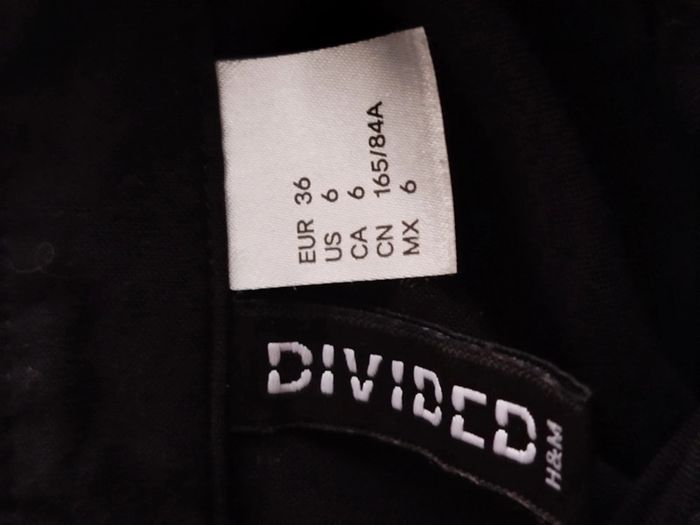 EUR 36
US 6
CA 6
CN 165/84A
MX 6
DIVIDED
H&M